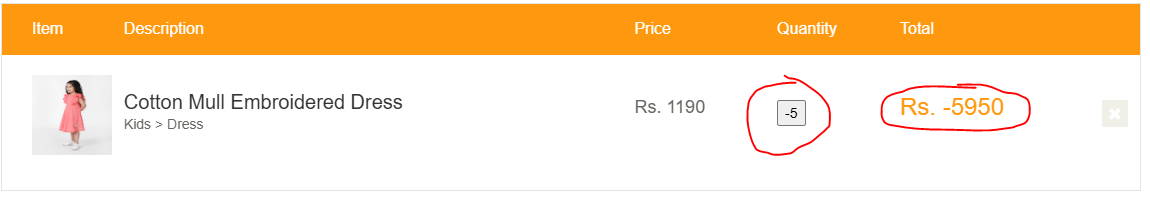 Item Description Price Quantity Total
Cotton Mull Embroidered Dress Rs. 1190 -5 Rs. -5950
Kids > Dress